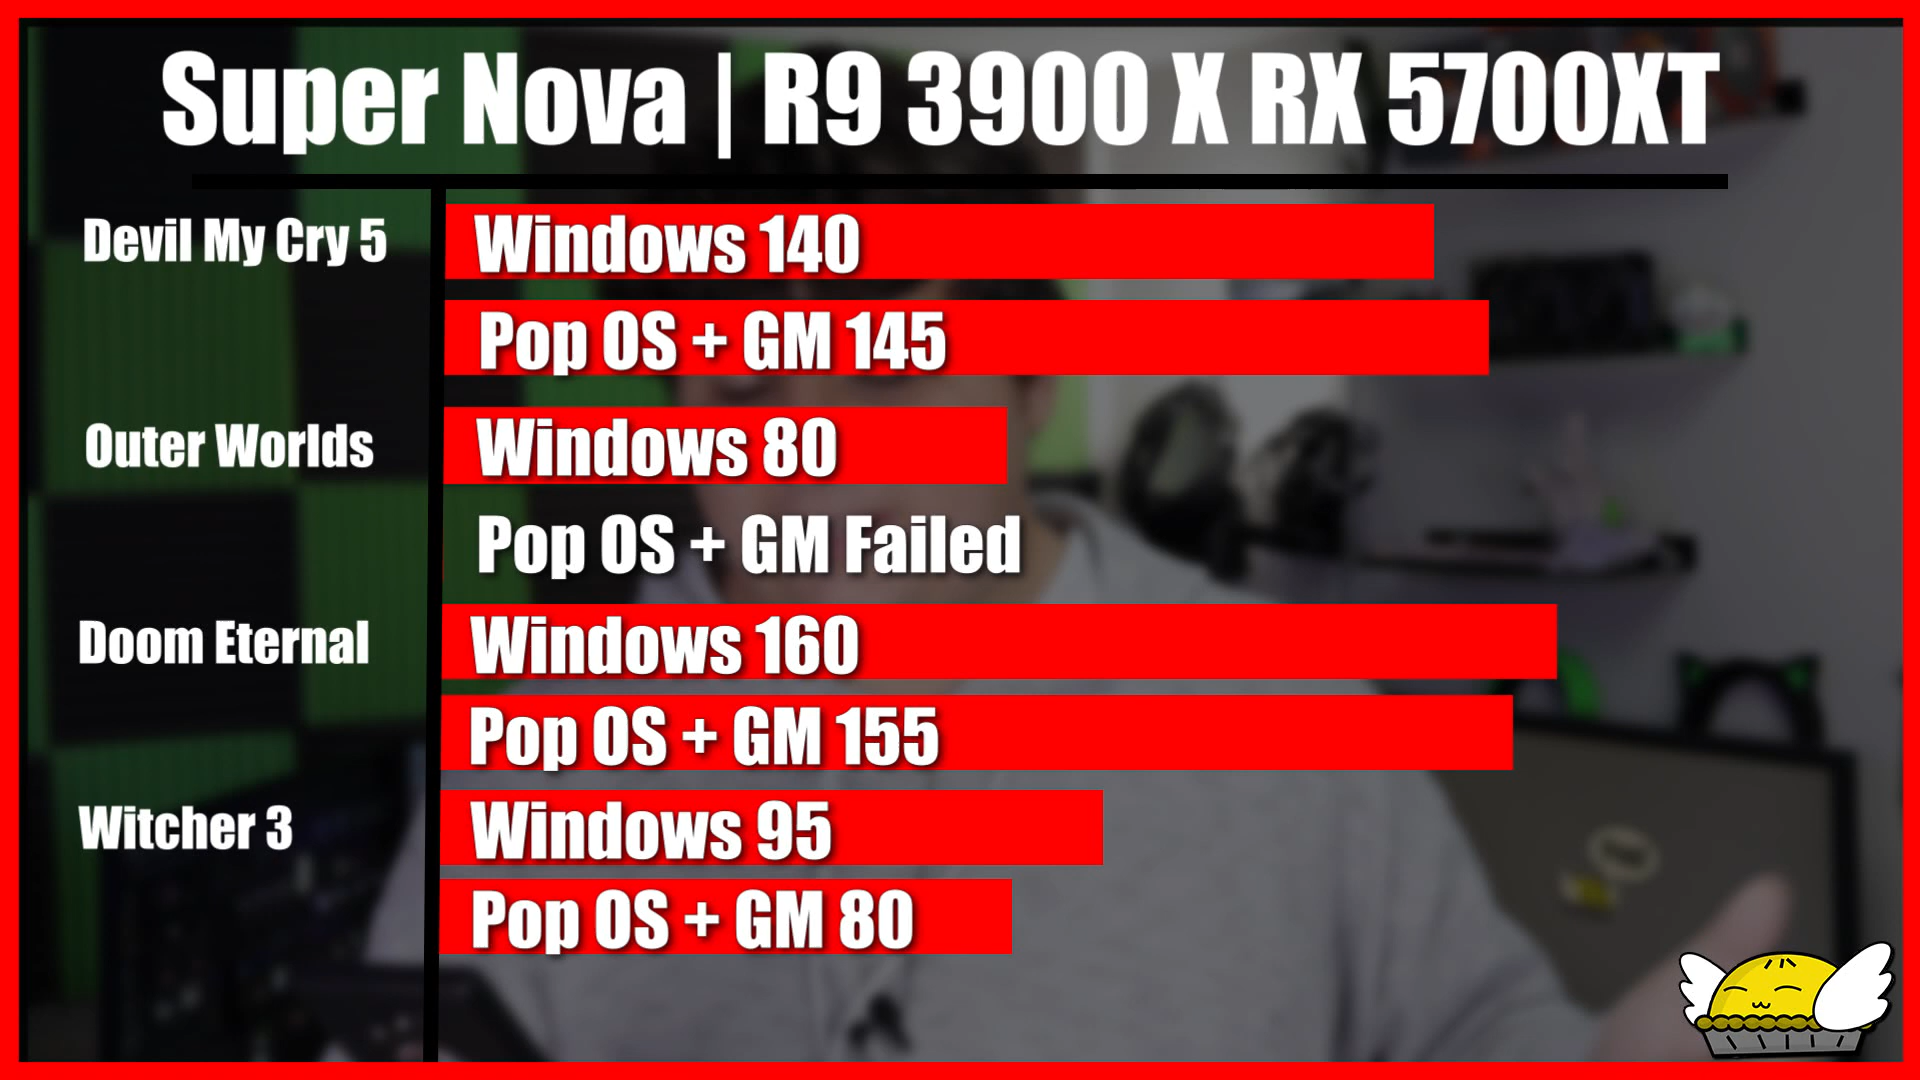 Super Nova | R9 3900 X RX 5700XT
Devil My Cry 5
Windows 140
Pop OS + GM 145
Outer Worlds
Windows 80
Pop OS + GM Failed
Doom Eternal
Windows 160
Pop OS + GM 155
Witcher 3
Windows 95
Pop OS + GM 80